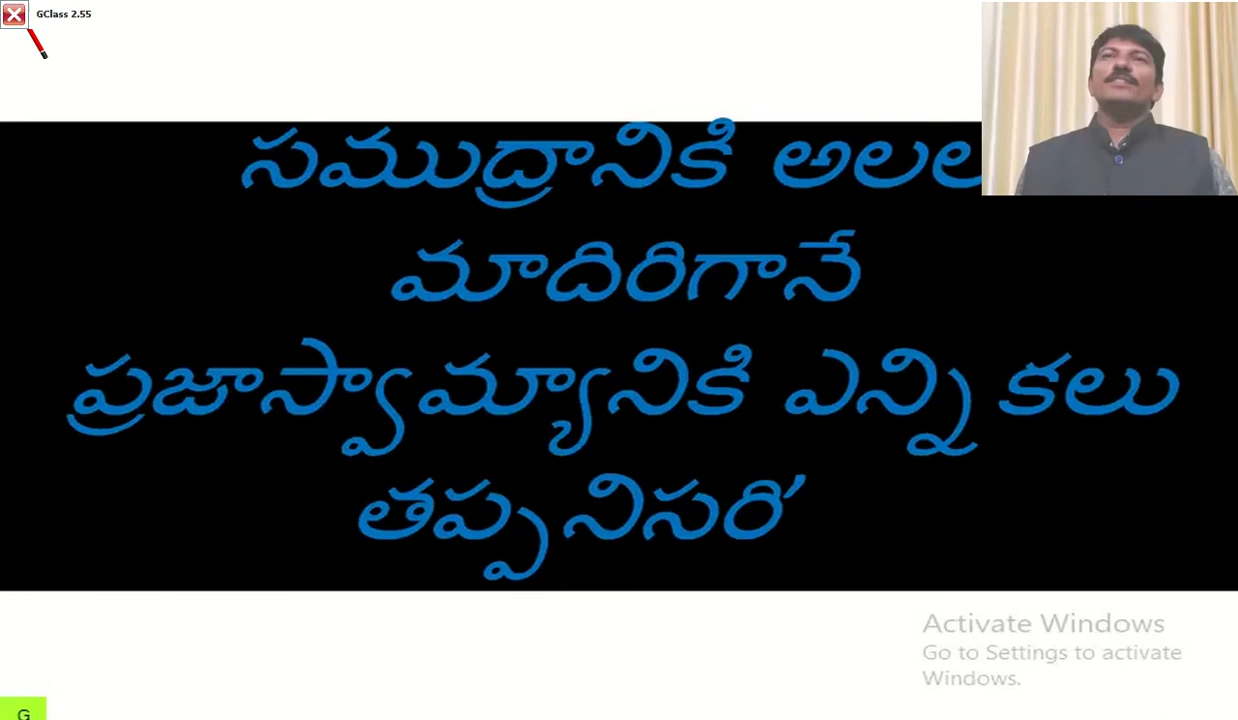 GClass 2.55
సముద్రానికి అలల
మాదిరిగానే
ప్రజాస్వామ్యానికి ఎన్నికలు
తప్పనిసరి’
Activate Windows
Go to Settings to activate
Windows.
G